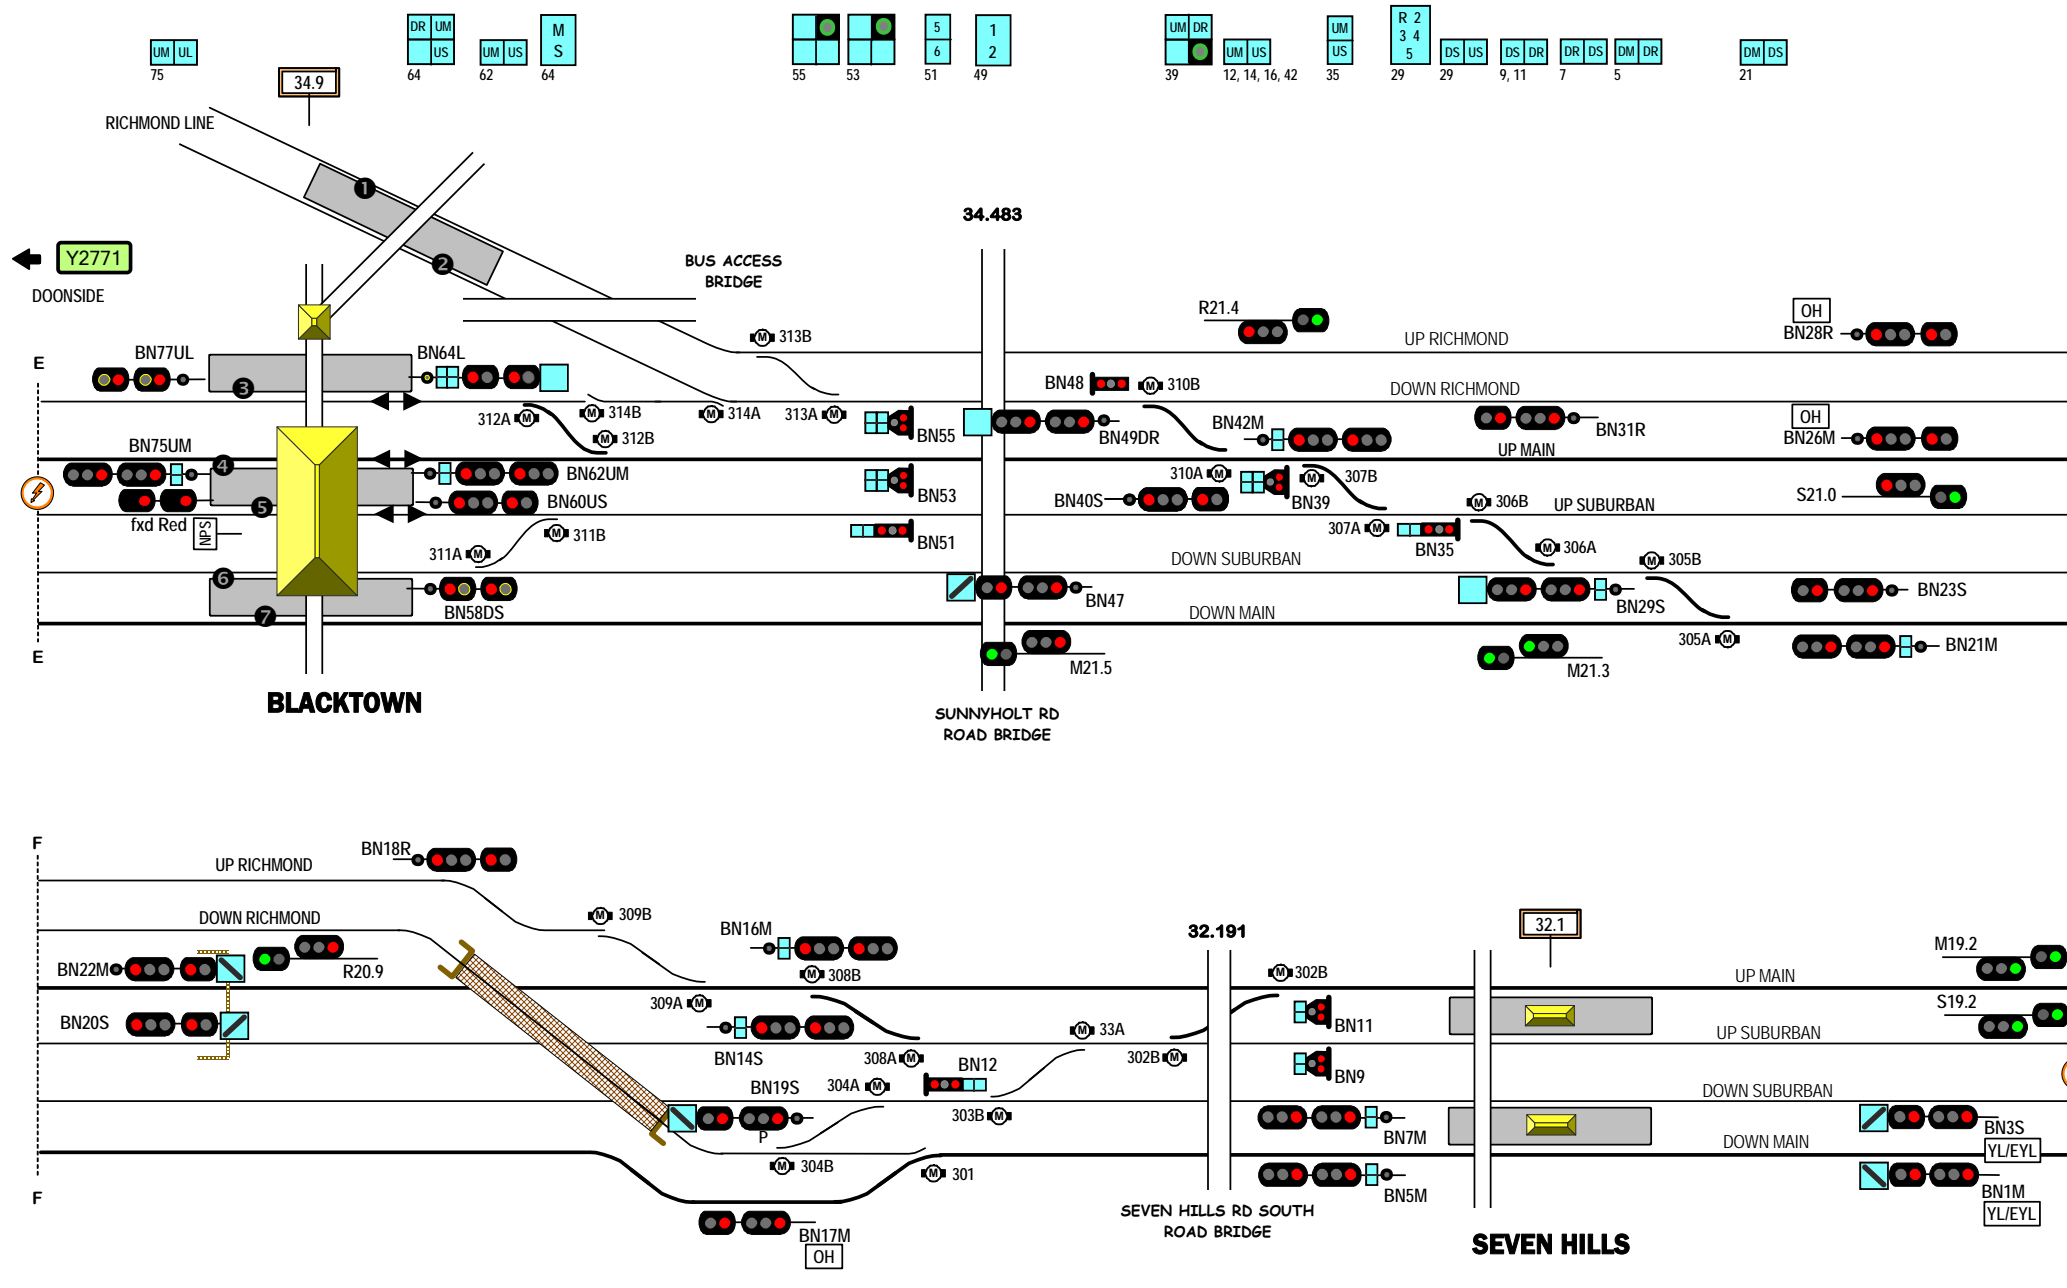 DR UM
M
S
5
1
2
UM DR
UM
R 2
3 4
5
UM UL
US
UM US
6
UM US
US
DS US
DS DR
DR DS
DM DR
DM DS
75
64
62
64
55
53
51
49
39
12, 14, 16, 42
35
29
29
9, 11
7
5
21
34.9
RICHMOND LINE
1
2
34.483
Y2771
DOONSIDE
BUS ACCESS
BRIDGE
R21.4
OH
BN28R
M 313B
UP RICHMOND
E
BN77UL
BN64L
3
BN48
M 310B
DOWN RICHMOND
312A M
M 314B
M 314A
313A M
M 312B
BN55
BN49DR
BN42M
BN31R
OH
BN26M
BN75UM
4
UP MAIN
BN62UM
BN53
310A M
M 307B
BN39
fxd Red
5
BN60US
BN40S
M 306B
UP SUBURBAN
S21.0
NPS
311A M
M 311B
BN51
307A M
BN35
M 306A
DOWN SUBURBAN
M 305B
6
BN58DS
BN47
BN29S
BN23S
7
DOWN MAIN
305A M
BN21M
E
M21.5
M21.3
BLACKTOWN
SUNNYHOLT RD
ROAD BRIDGE
F
UP RICHMOND
BN18R
DOWN RICHMOND
M 309B
BN16M
32.191
32.1
M19.2
BN22M
R20.9
M 308B
M 302B
UP MAIN
309A M
BN11
S19.2
BN20S
BN14S
308A M
M 33A
302B M
UP SUBURBAN
BN12
BN19S
304A M
BN9
DOWN SUBURBAN
303B M
P
BN7M
BN3S
YL/EYL
DOWN MAIN
M 304B
M 301
BN5M
BN1M
YL/EYL
F
BN17M
OH
SEVEN HILLS RD SOUTH
ROAD BRIDGE
SEVEN HILLS